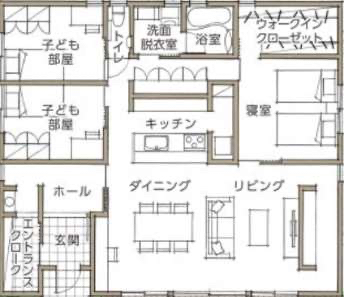 子ども
部屋
トイレ
洗面
脱衣室
浴室
ウォークイン
クローゼット
子ども
部屋
キッチン
寝室
ホール
ダイニング
リビング
エントランス
クローク
玄関